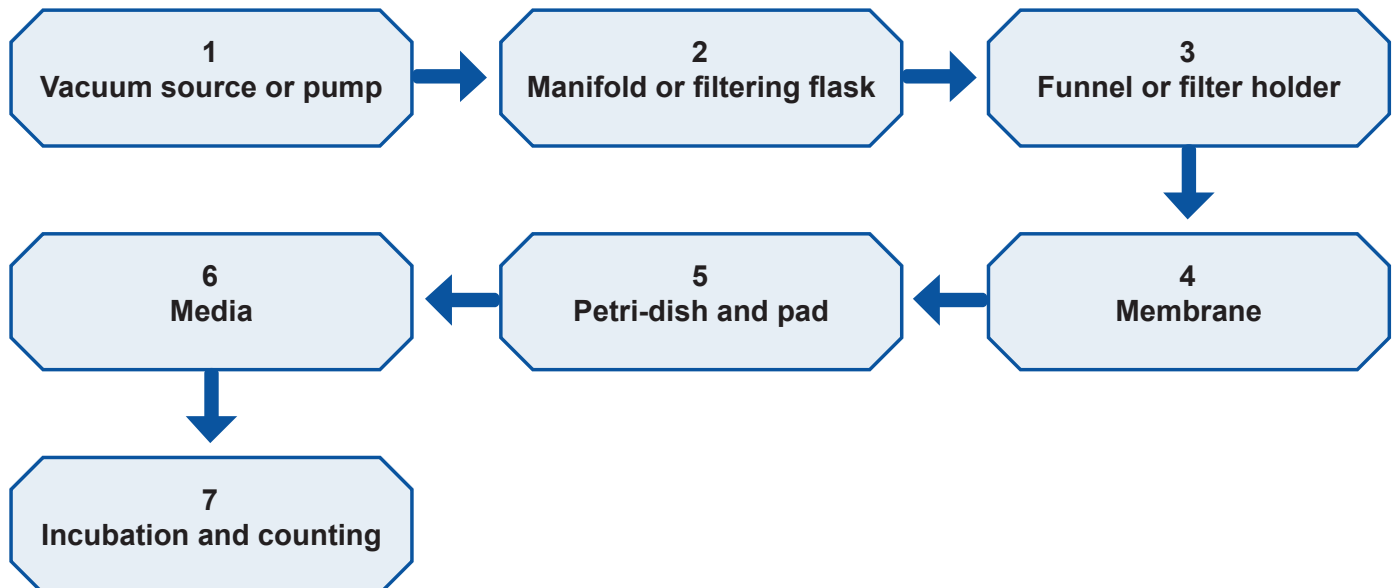 1
Vacuum source or pump
2
Manifold or filtering flask
3
Funnel or filter holder
4
Membrane
5
Petri-dish and pad
6
Media
7
Incubation and counting